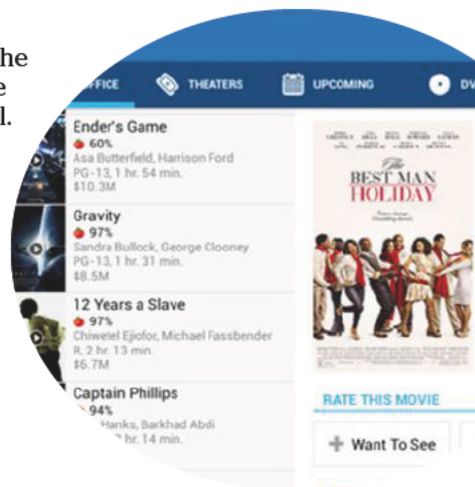 he
e
l.
FFICE
THEATERS
UPCOMING
DV
Ender's Game
60%
Asa Butterfield, Harrison Ford
PG-13, 1 hr. 54 min.
$10.3M
Gravity
97%
Sandra Bullock, George Clooney
PG-13, 1 hr. 31 min.
$8.5M
12 Years a Slave
97%
Chiwetel Ejiofor, Michael Fassbender
R, 2 hr. 13 min.
$6.7M
Captain Phillips
94%
Hanks, Barkhad Abdi
hr. 14 min.
The
BEST MAN
HOLIDAY
RATE THIS MOVIE
+ Want To See